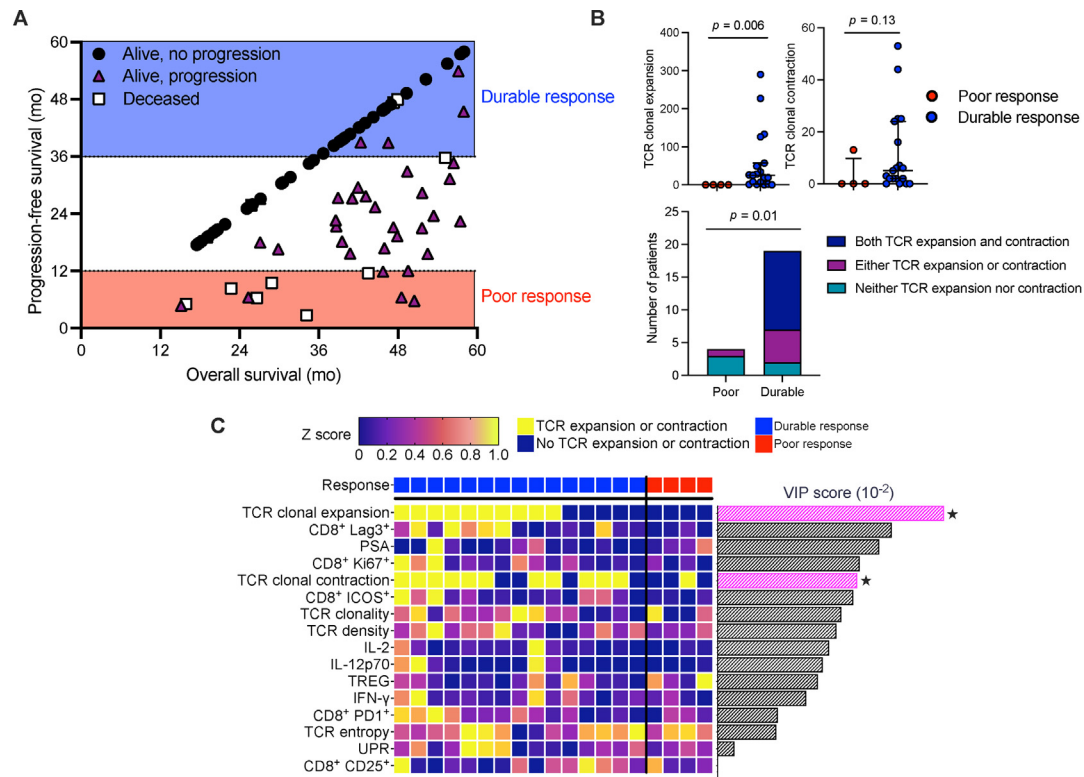 A
Progression-free survival (mo)
60
48
36
24
12
0
Alive, no progression
Alive, progression
Deceased
Durable response
Poor response
0
12
24
36
48
60
Overall survival (mo)
B
TCR clonal expansion
400
300
200
100
0
p = 0.006
TCR clonal contraction
60
40
20
0
p = 0.13
Poor response
Durable response
Number of patients
25
20
15
10
5
0
p = 0.01
Poor
Durable
Both TCR expansion and contraction
Either TCR expansion or contraction
Neither TCR expansion nor contraction
C
Z score
0
0.2
0.4
0.6
0.8
1.0
TCR expansion or contraction
No TCR expansion or contraction
Durable response
Poor response
Response
VIP score (10⁻²)
TCR clonal expansion
CD8⁺ Lag3⁺
PSA
CD8⁺ Ki67⁺
TCR clonal contraction
CD8⁺ ICOS⁺
TCR clonality
TCR density
IL-2
IL-12p70
TREG
IFN-γ
CD8⁺ PD1⁺
TCR entropy
UPR
CD8⁺ CD25⁺